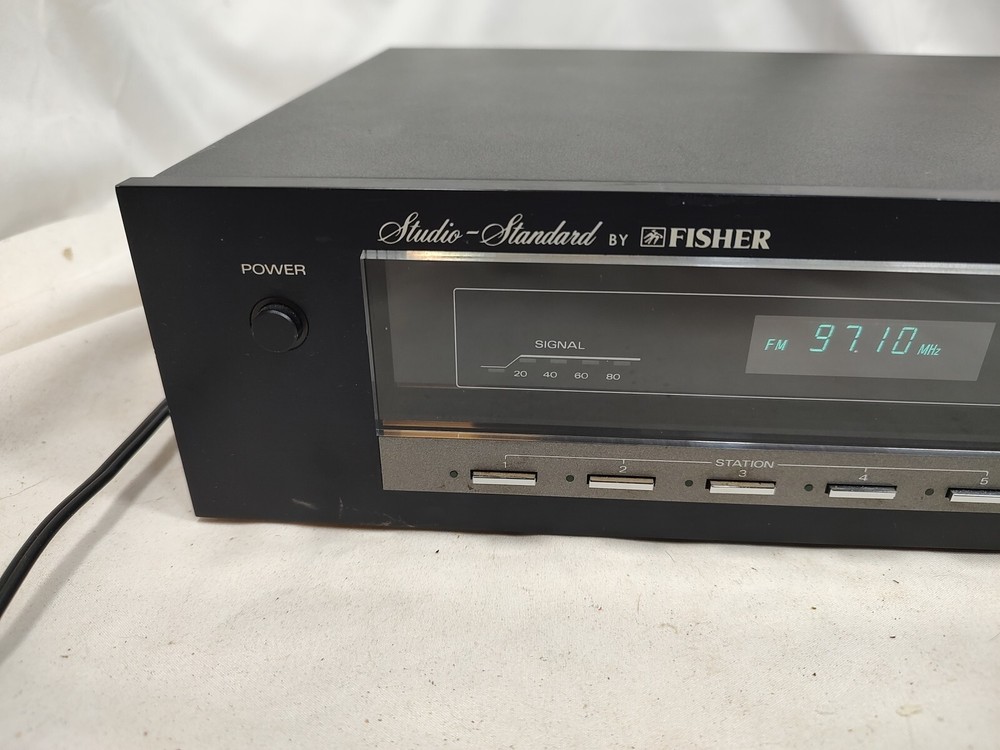 Studio-Standard BY FISHER
POWER
FM 97.10 MHz
SIGNAL
20 40 60 80
STATION
1 2 3 4 5